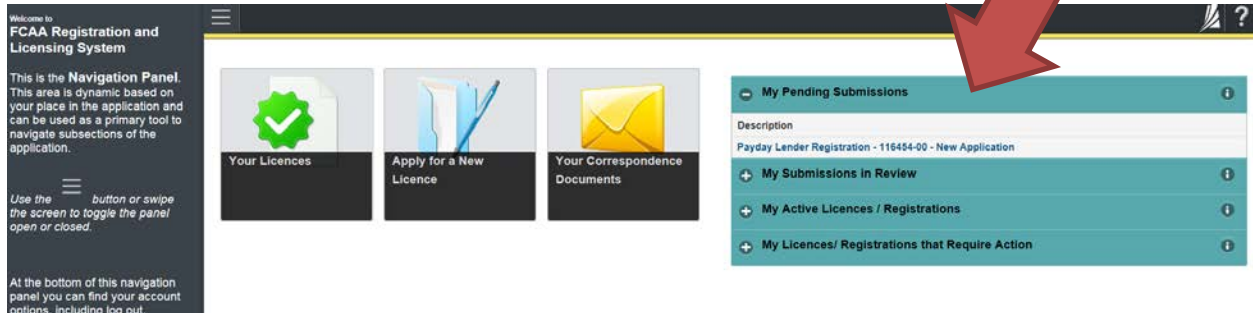 Welcome to
FCAA Registration and
Licensing System
This is the Navigation Panel.
This area is dynamic based on
your place in the application and
can be used as a primary tool to
navigate subsections of the
application.
Use the button or swipe
the screen to toggle the panel
open or closed.
At the bottom of this navigation
panel you can find your account
options, including log out.
?
Your Licences
Apply for a New
Licence
Your Correspondence
Documents
My Pending Submissions
Description
Payday Lender Registration - 116454-00 - New Application
My Submissions in Review
My Active Licences / Registrations
My Licences/ Registrations that Require Action